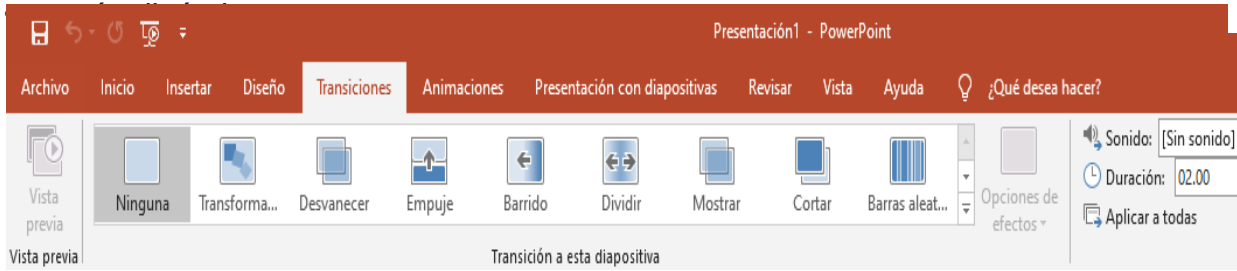 Presentación1 - PowerPoint
Archivo Inicio Insertar Diseño Transiciones Animaciones Presentación con diapositivas Revisar Vista Ayuda ¿Qué desea hacer?
Vista previa
Ninguna Transforma... Desvanecer Empuje Barrido Dividir Mostrar Cortar Barras aleat...
Opciones de efectos
Sonido: [Sin sonido]
Duración: 02.00
Aplicar a todas
Vista previa Transición a esta diapositiva